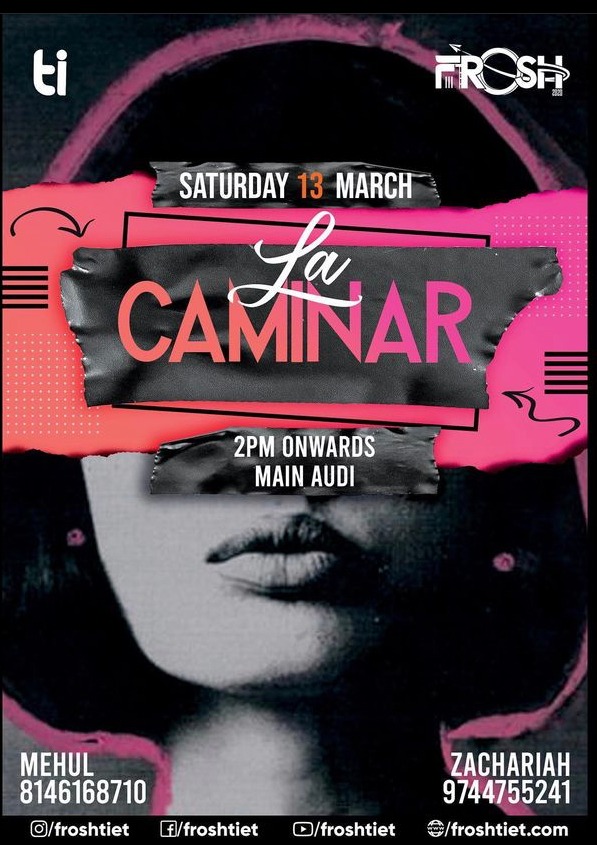 ti
FROSH
2020
SATURDAY 13 MARCH
La
CAMINAR
2PM ONWARDS
MAIN AUDI
MEHUL
8146168710
ZACHARIAH
9744755241
/froshtiet /froshtiet /froshtiet /froshtiet.com